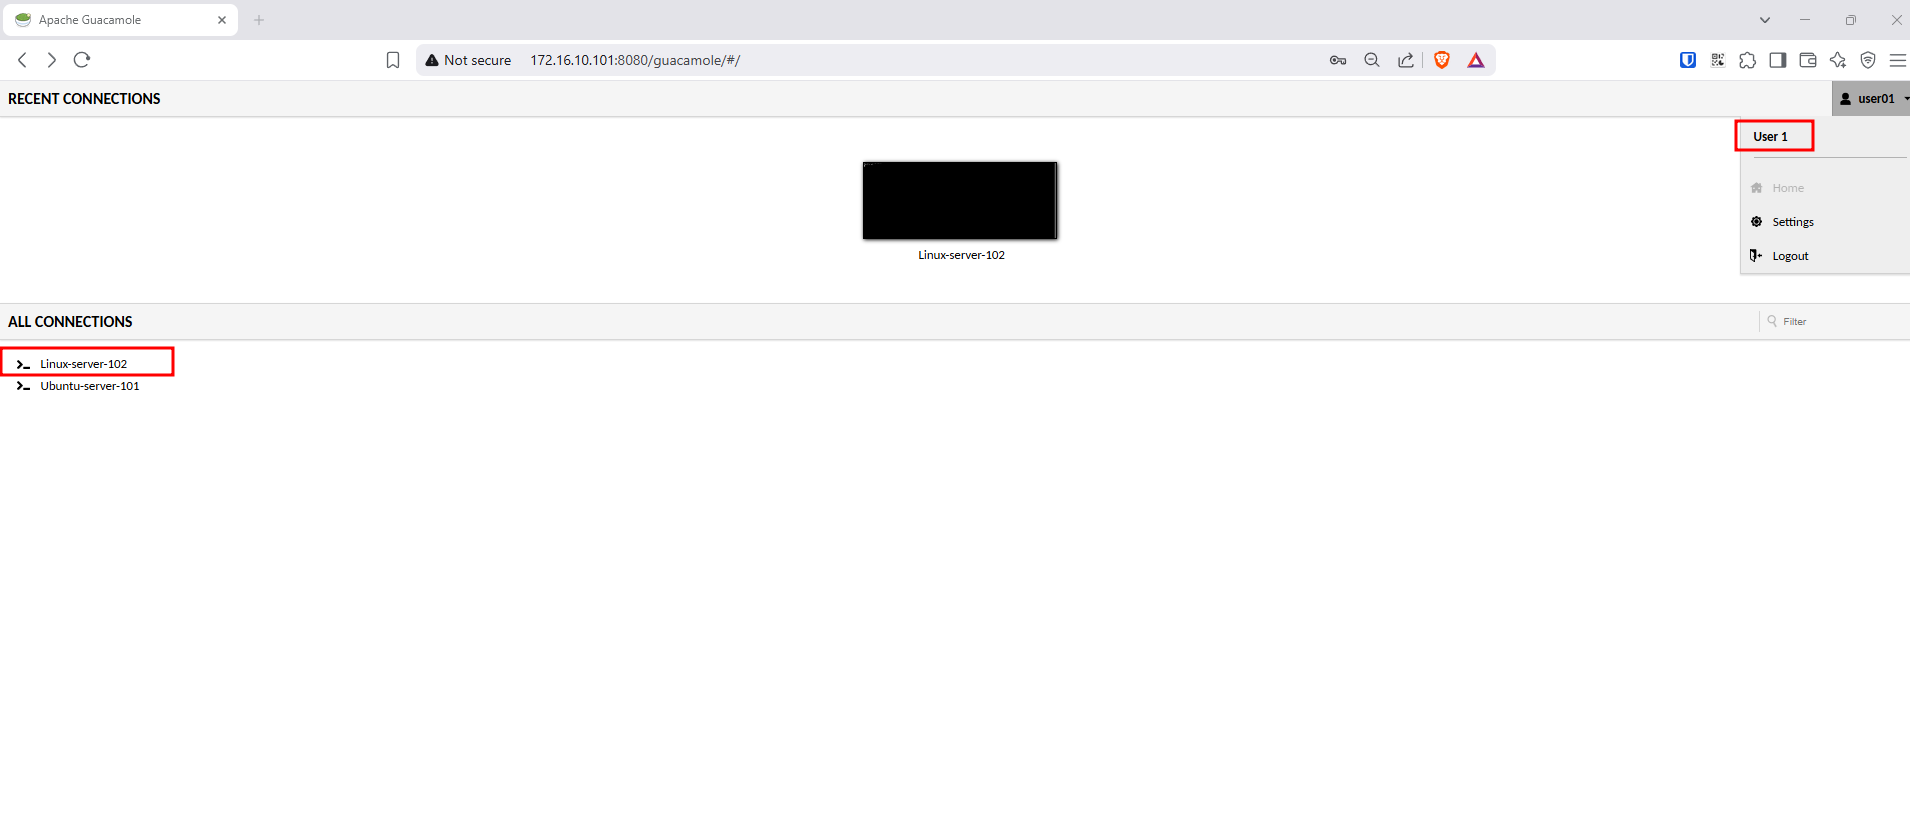 Apache Guacamole
Not secure 172.16.10.101:8080/guacamole/#/
RECENT CONNECTIONS
user01
User 1
Home
Settings
Logout
Linux-server-102
ALL CONNECTIONS
Filter
Linux-server-102
Ubuntu-server-101